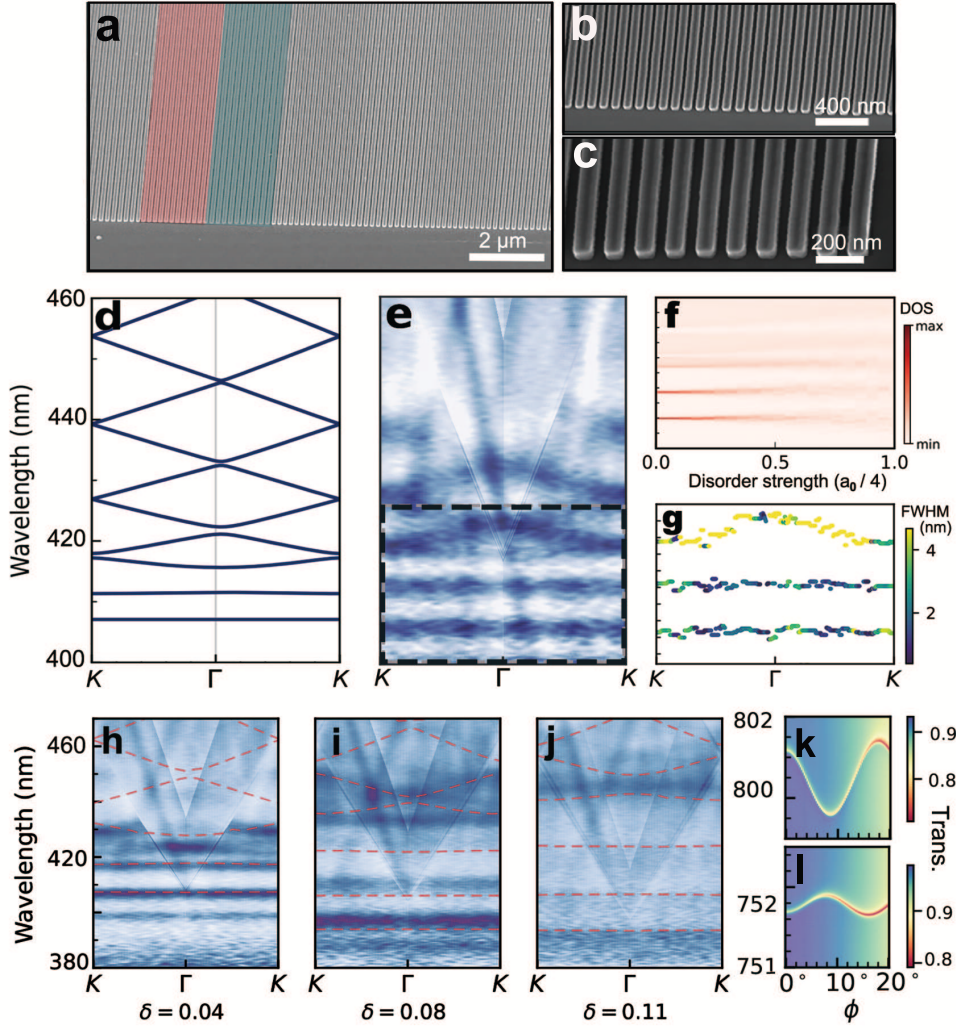 a
2 μm
b
400 nm
c
200 nm
d
Wavelength (nm)
460
440
420
400
K Γ K
e
K Γ K
f
DOS
max
min
0.0 0.5 1.0
Disorder strength (a₀ / 4)
g
FWHM
(nm)
4
2
K Γ K
Wavelength (nm)
460
420
380
h
K Γ K
δ = 0.04
i
K Γ K
δ = 0.08
j
K Γ K
δ = 0.11
k
802
800
0.9
0.8
Trans.
l
752
751
0.9
0.8
0° 10° 20°
ϕ